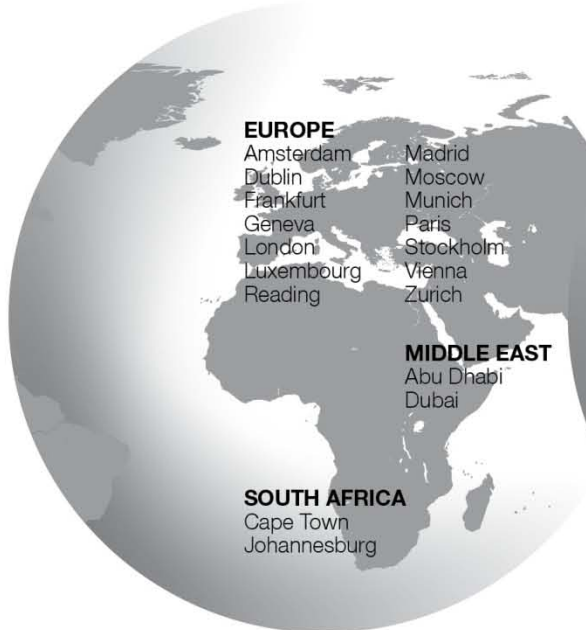 EUROPE
Amsterdam
Dublin
Frankfurt
Geneva
London
Luxembourg
Reading
Madrid
Moscow
Munich
Paris
Stockholm
Vienna
Zurich
MIDDLE EAST
Abu Dhabi
Dubai
SOUTH AFRICA
Cape Town
Johannesburg